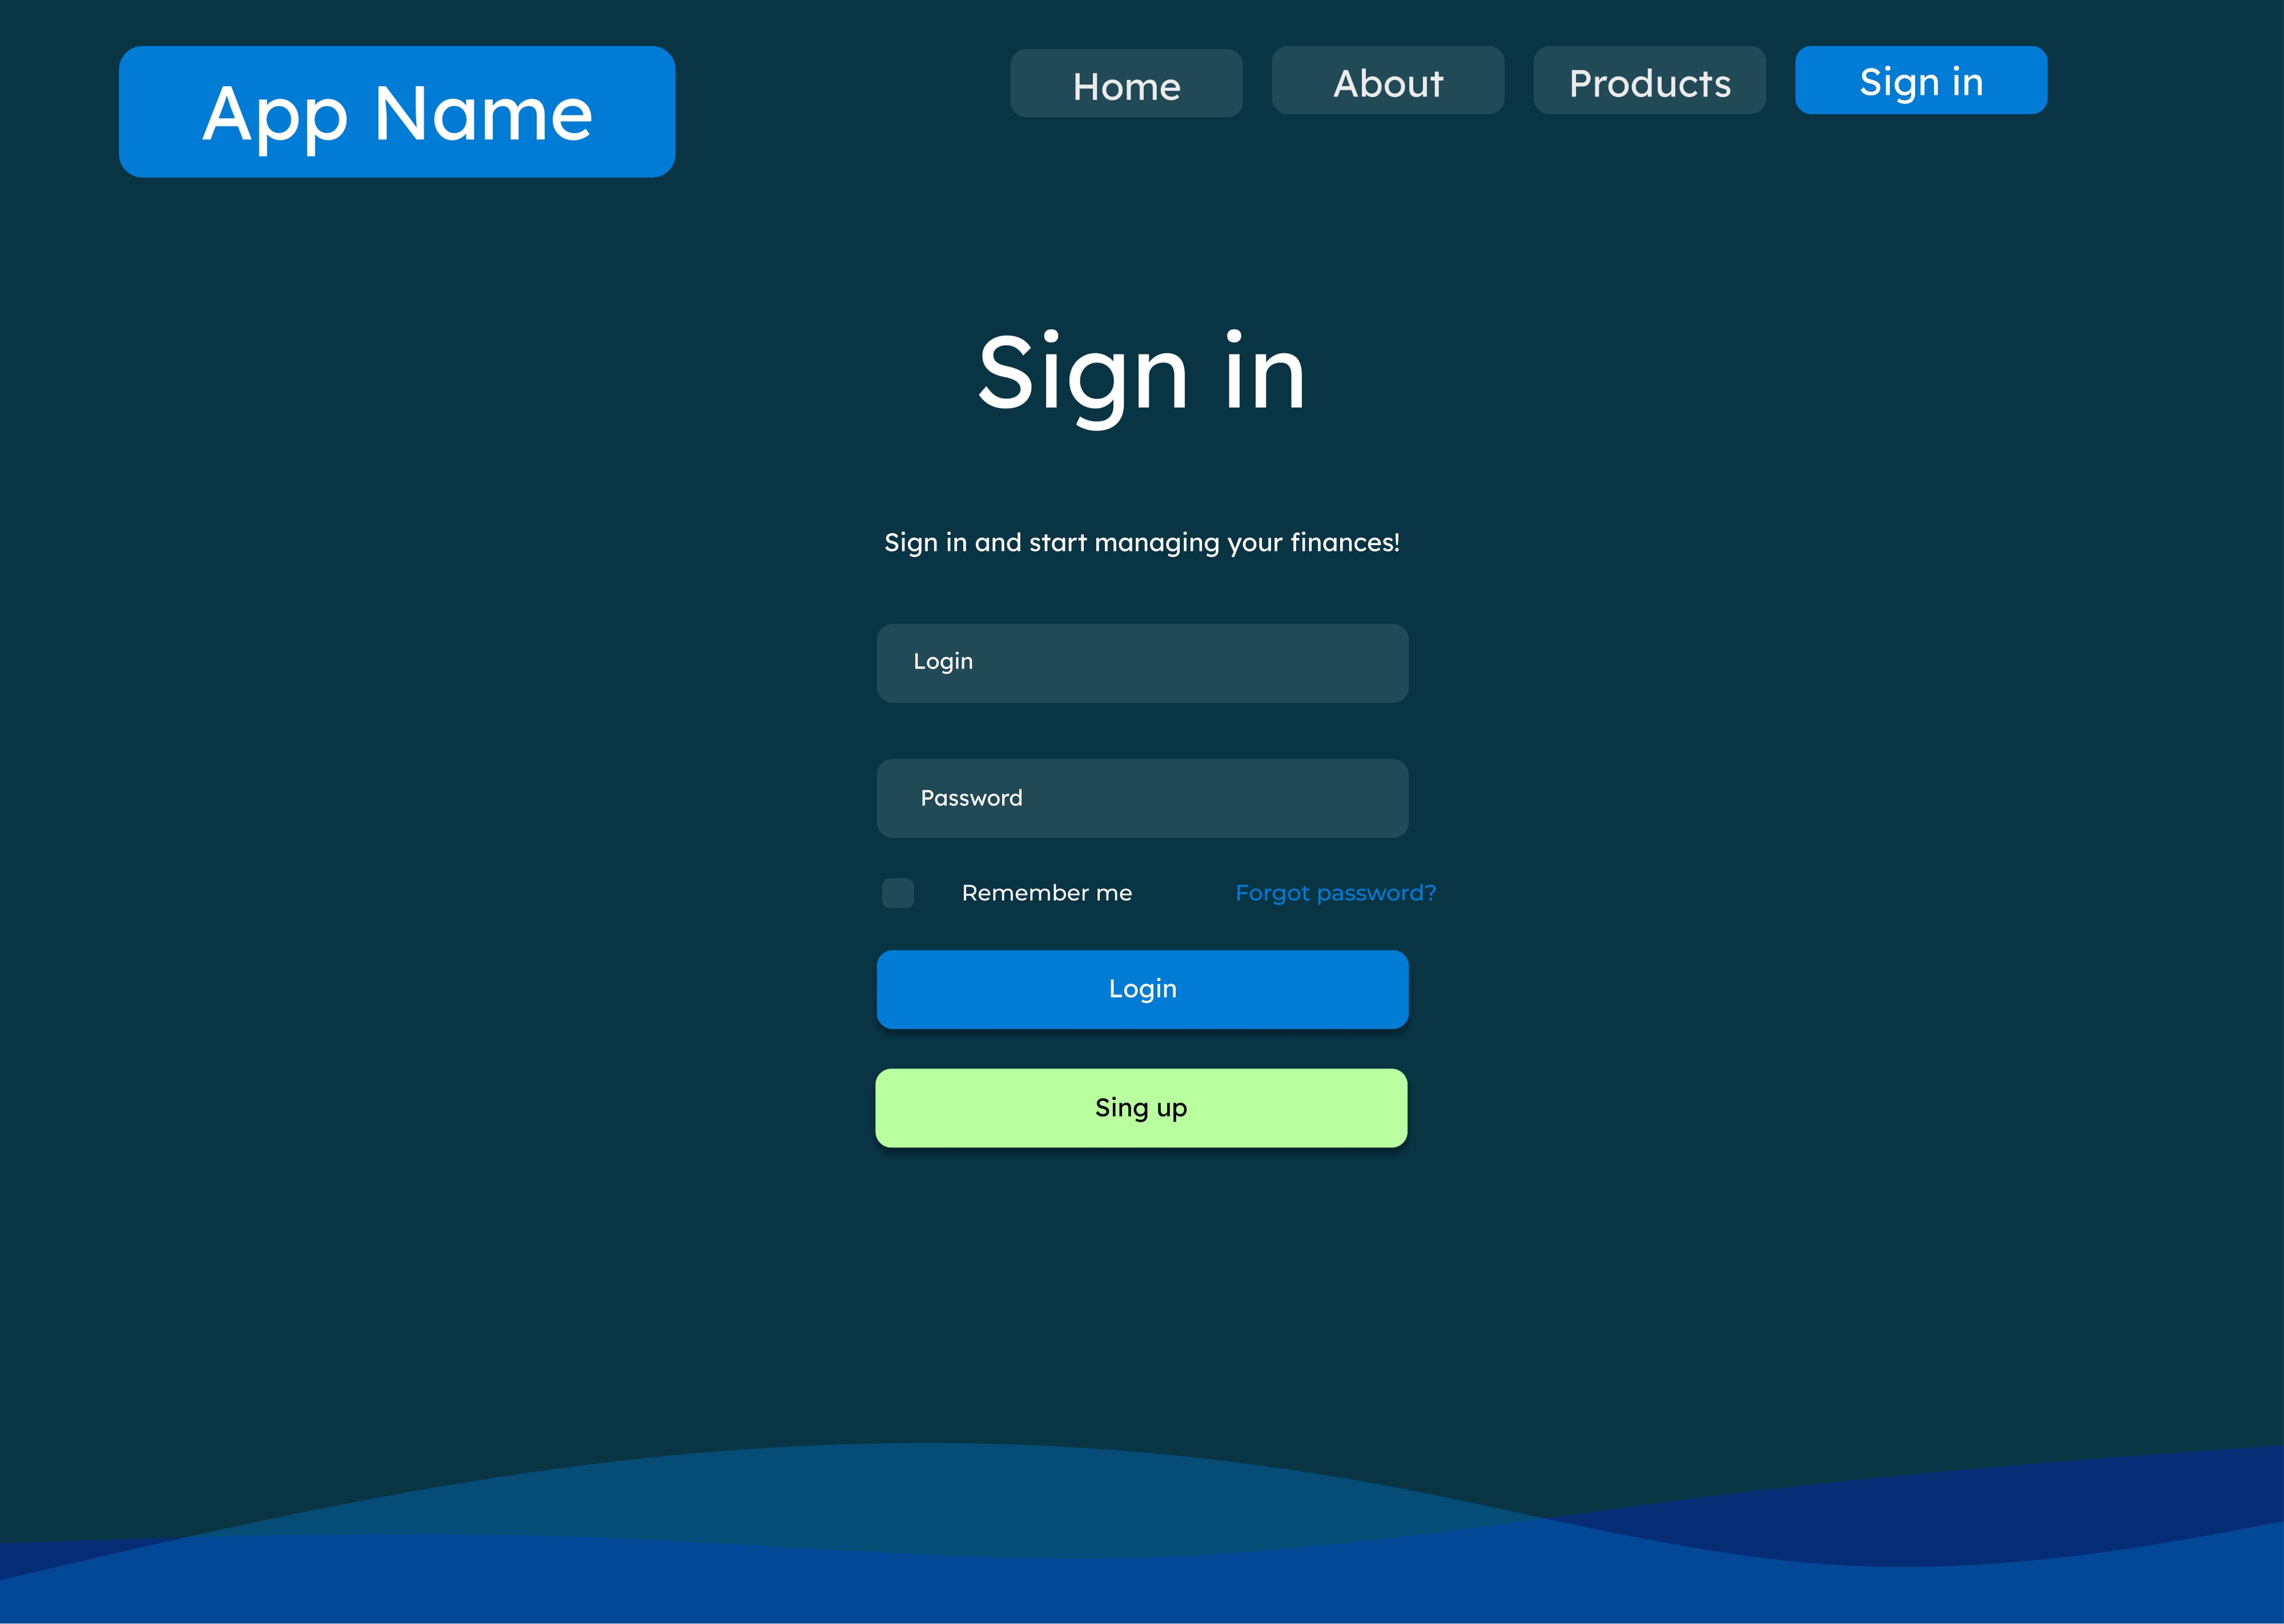 App Name
Home
About
Products
Sign in
Sign in
Sign in and start managing your finances!
Login
Password
Remember me
Forgot password?
Login
Sing up